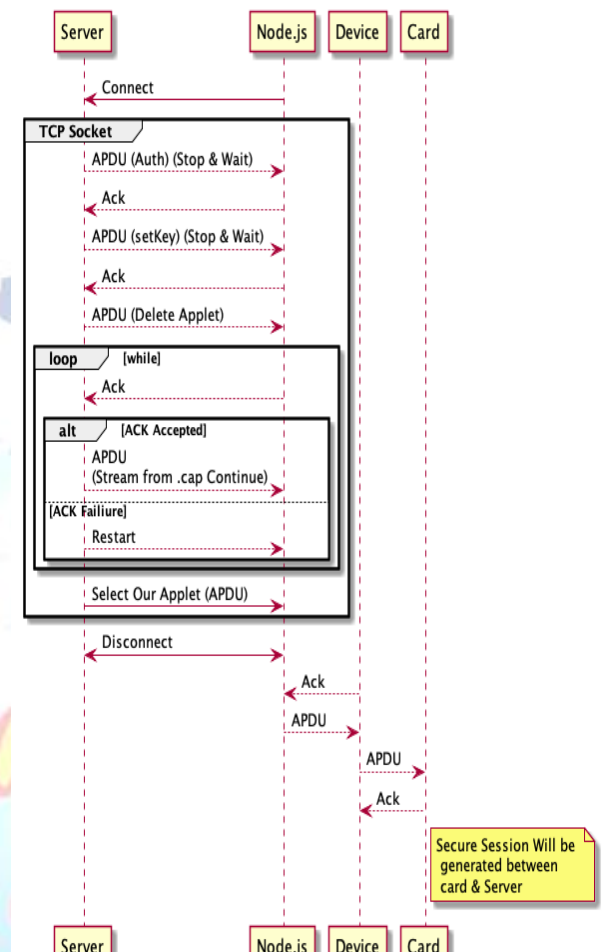 Server Node.js Device Card
Connect
TCP Socket
APDU (Auth) (Stop & Wait)
Ack
APDU (setKey) (Stop & Wait)
Ack
APDU (Delete Applet)
loop [while]
Ack
alt [ACK Accepted]
APDU
(Stream from .cap Continue)
[ACK Failiure]
Restart
Select Our Applet (APDU)
Disconnect
Ack
APDU
APDU
Ack
Secure Session Will be
generated between
card & Server
Server Node.js Device Card